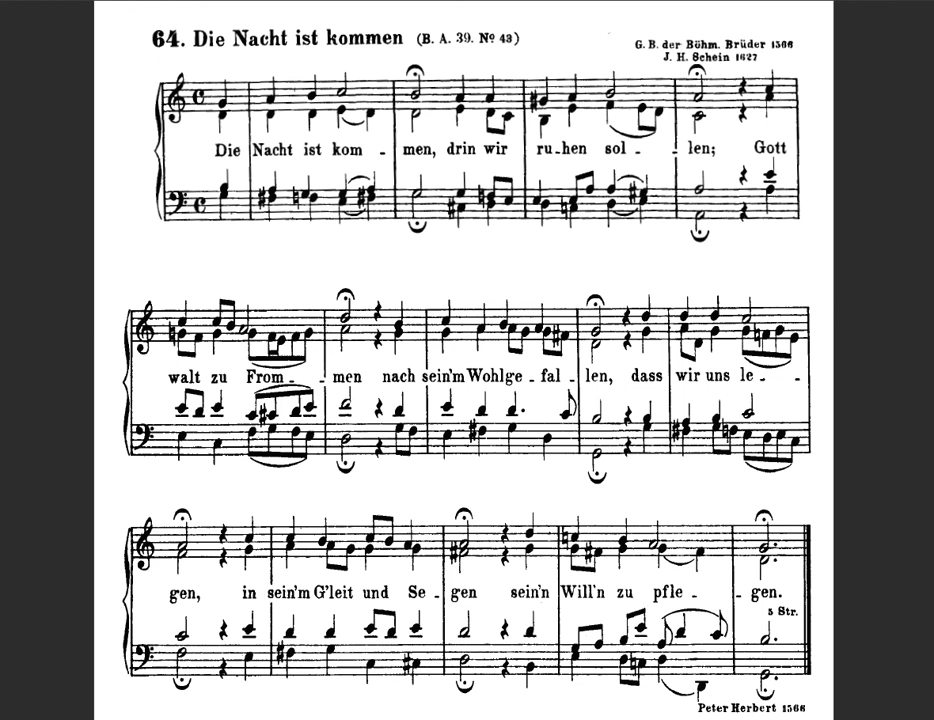 64. Die Nacht ist kommen (B. A. 39. Nº 43)
G. B. der Böhm. Brüder 1566
J. H. Schein 1627
Die Nacht ist kom - men, drin wir ru-hen sol - - len; Gott
walt zu From - - men nach sein'm Wohlge - fal - len, dass wir uns le - -
gen, in sein'm G'leit und Se - gen sein'n Will'n zu pfle - - gen.
5 Str.
Peter Herbert 1566